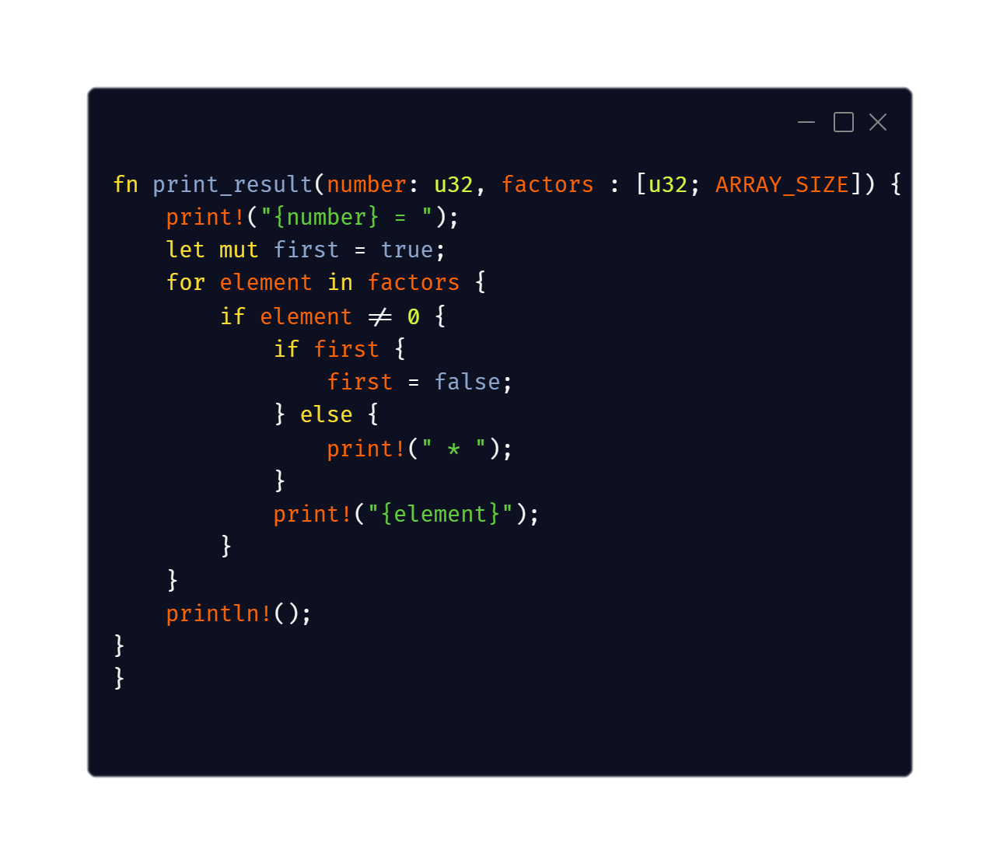 fn print_result(number: u32, factors : [u32; ARRAY_SIZE]) {
    print!("{number} = ");
    let mut first = true;
    for element in factors {
        if element != 0 {
            if first {
                first = false;
            } else {
                print!(" * ");
            }
            print!("{element}");
        }
    }
    println!();
}
}